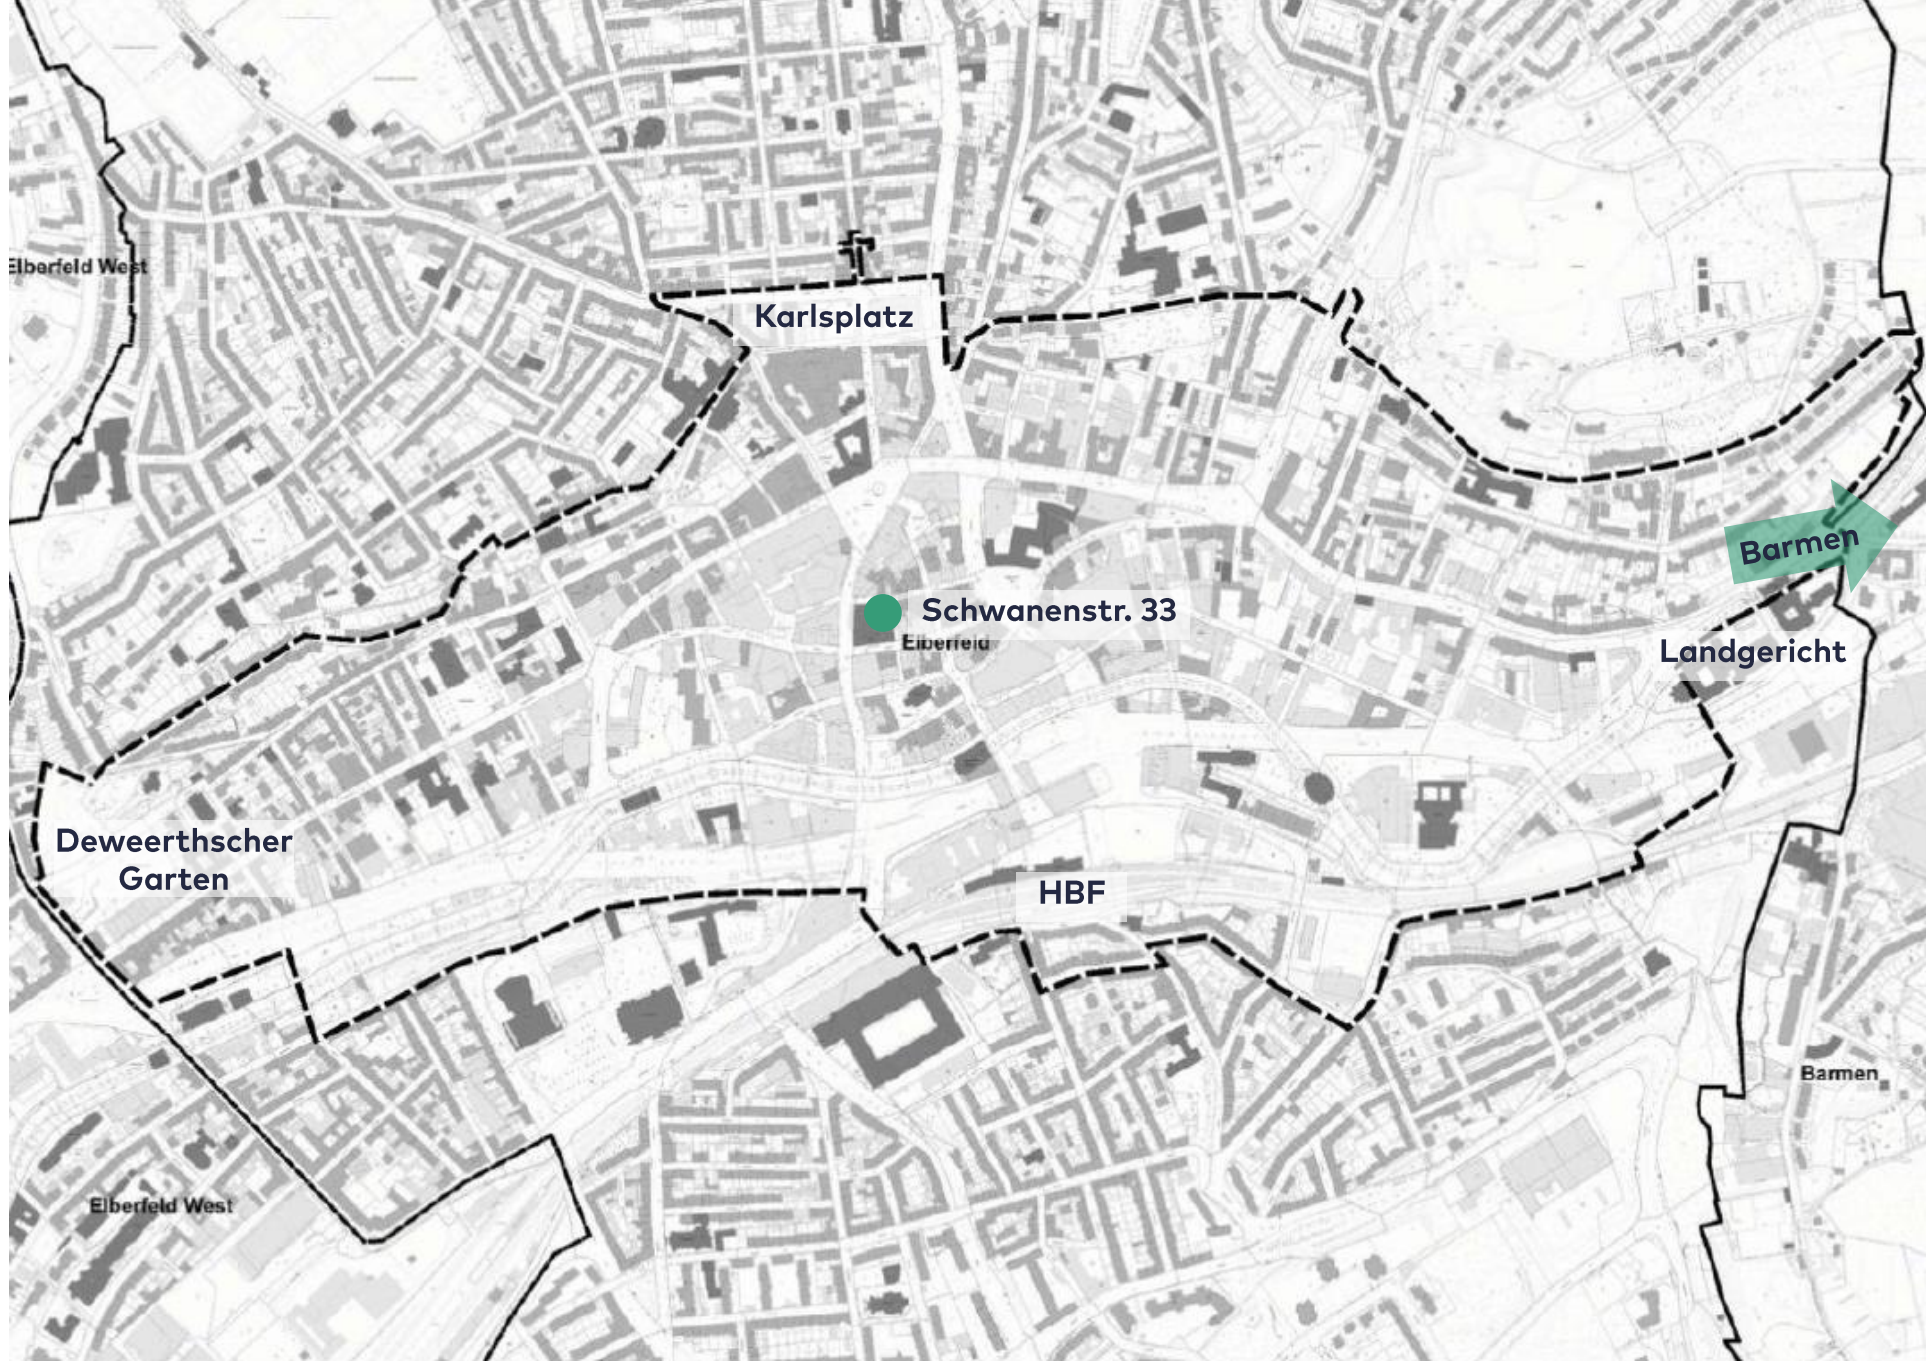 Elberfeld West
Karlsplatz
Barmen
Schwanenstr. 33
Elberfeld
Landgericht
Deweerthscher
Garten
HBF
Barmen
Elberfeld West